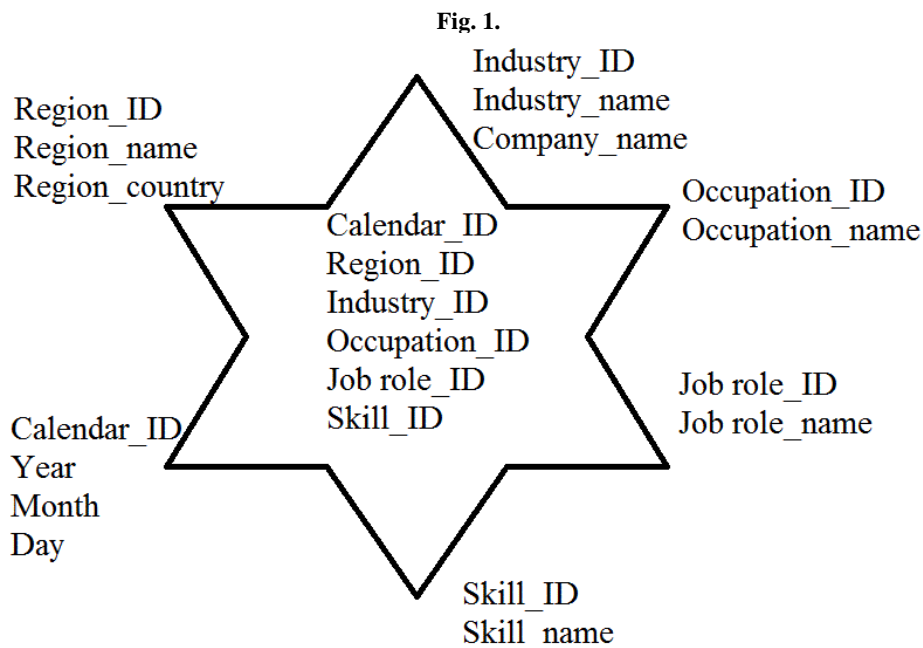 Fig. 1.
Industry_ID
Industry_name
Company_name
Region_ID
Region_name
Region_country
Occupation_ID
Occupation_name
Calendar_ID
Region_ID
Industry_ID
Occupation_ID
Job role_ID
Skill_ID
Job role_ID
Job role_name
Calendar_ID
Year
Month
Day
Skill_ID
Skill_name